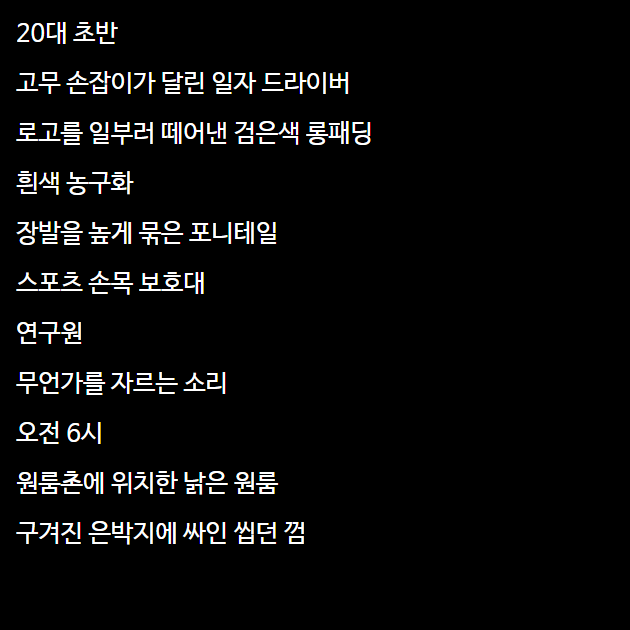 20대 초반
고무 손잡이가 달린 일자 드라이버
로고를 일부러 떼어낸 검은색 롱패딩
흰색 농구화
장발을 높게 묶은 포니테일
스포츠 손목 보호대
연구원
무언가를 자르는 소리
오전 6시
원룸촌에 위치한 낡은 원룸
구겨진 은박지에 싸인 씹던 껌